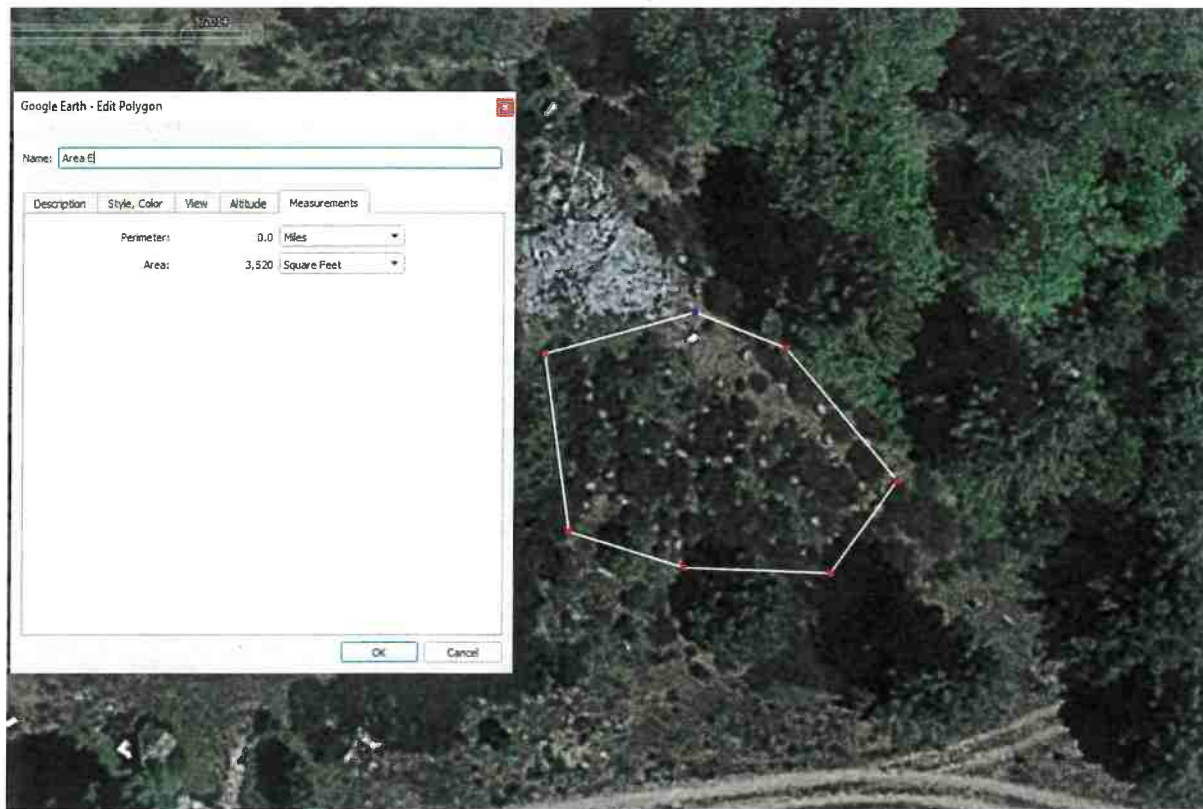 Google Earth - Edit Polygon
Name: Area E
Description Style, Color View Altitude Measurements
Perimeter: 0.0 Miles
Area: 3,520 Square Feet
OK Cancel